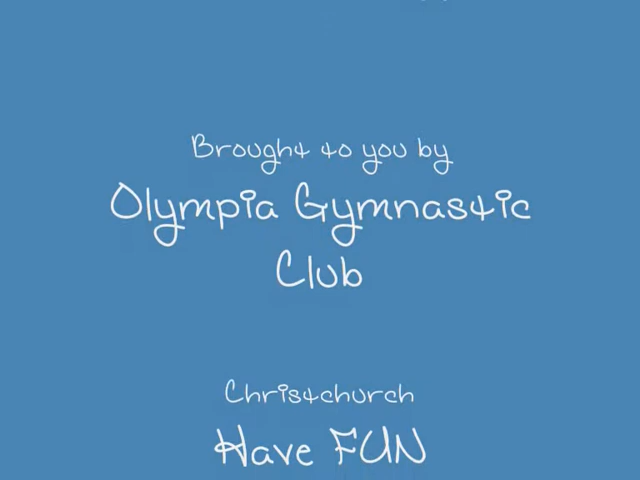 Brought to you by
Olympia Gymnastic
Club
Christchurch
Have FUN